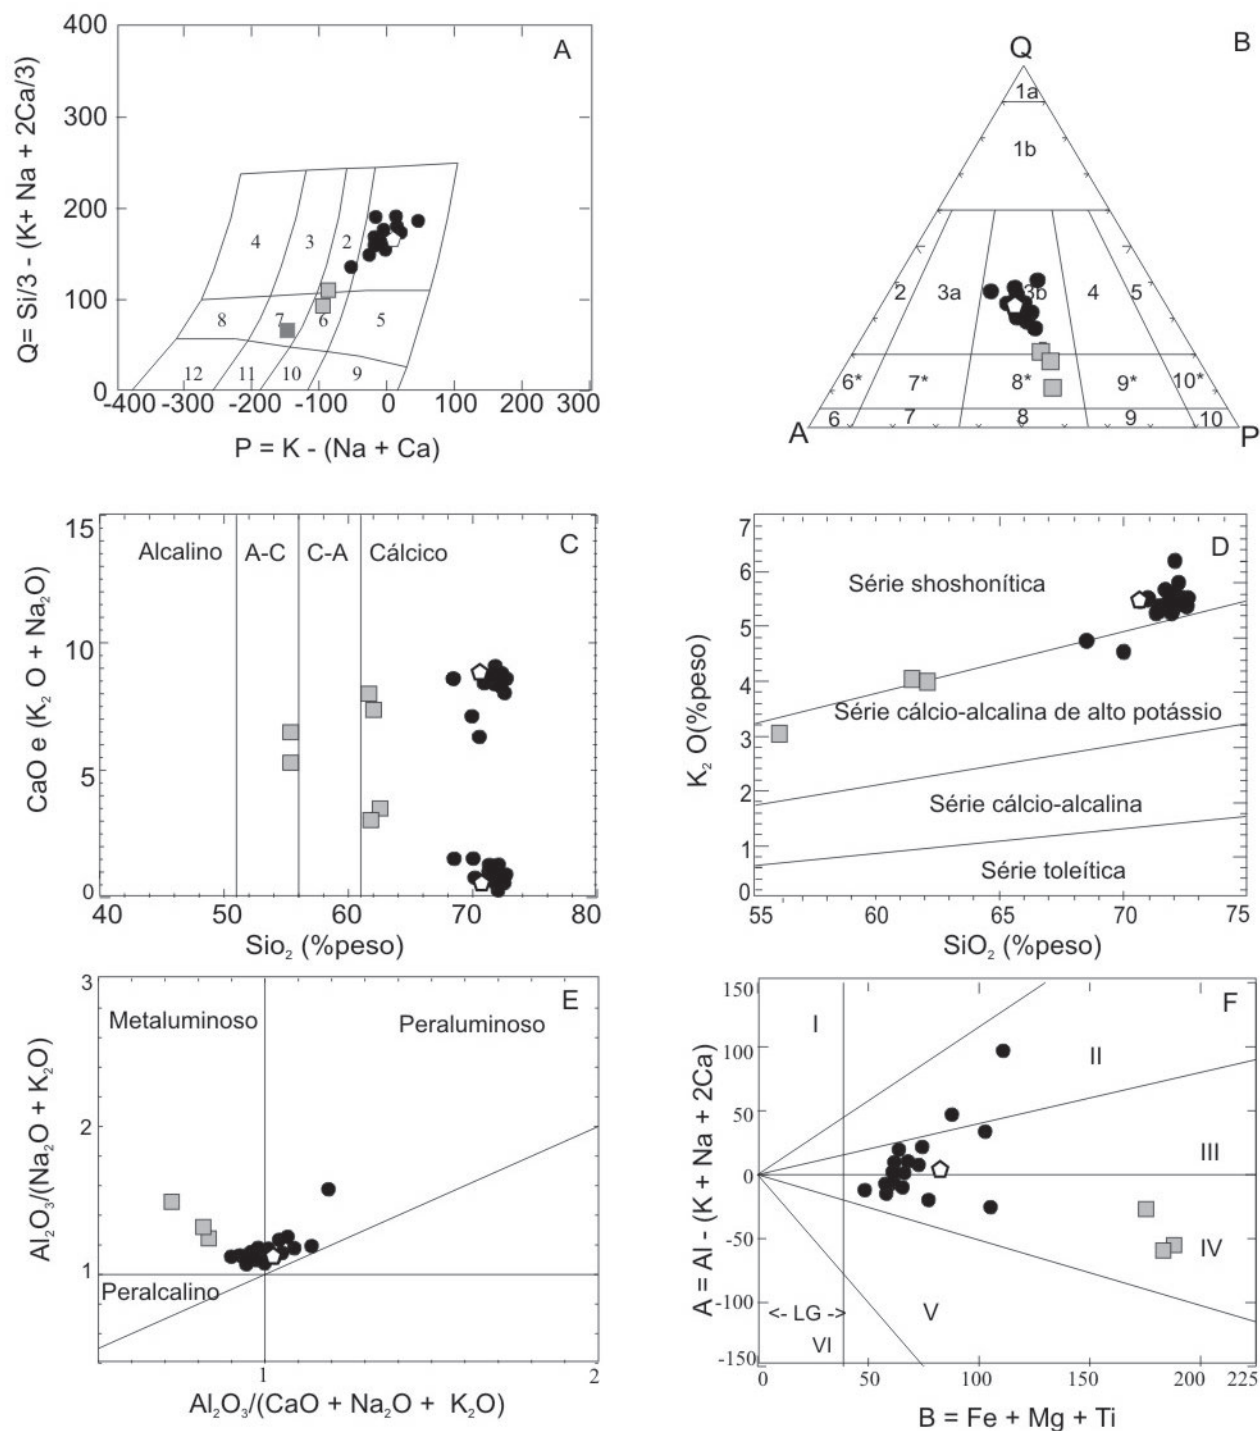 A
Q= Si/3 - (K+ Na + 2Ca/3)
400
300
200
100
0
4 3 2
8 7 6 5
12 11 10 9
-400 -300 -200 -100 0 100 200 300
P = K - (Na + Ca)
B
Q
1a
1b
2 3a 3b 4 5
6* 7* 8* 9* 10*
6 7 8 9 10
A P
C
CaO e (K₂ O + Na₂O)
15
10
5
0
Alcalino A-C C-A Cálcico
40 50 60 70 80
Sio₂ (%peso)
D
K₂ O(%peso)
7
6
5
4
3
2
1
0
Série shoshonítica
Série cálcio-alcalina de alto potássio
Série cálcio-alcalina
Série toleítica
55 60 65 70 75
SiO₂ (%peso)
E
Al₂O₃/(Na₂O + K₂O)
3
2
1
Metaluminoso
Peraluminoso
Peralcalino
1 2
Al₂O₃/(CaO + Na₂O + K₂O)
F
A = Al - (K + Na + 2Ca)
150
100
50
0
-50
-100
-150
I
II
III
IV
V
<- LG ->
VI
0 50 100 150 200 225
B = Fe + Mg + Ti